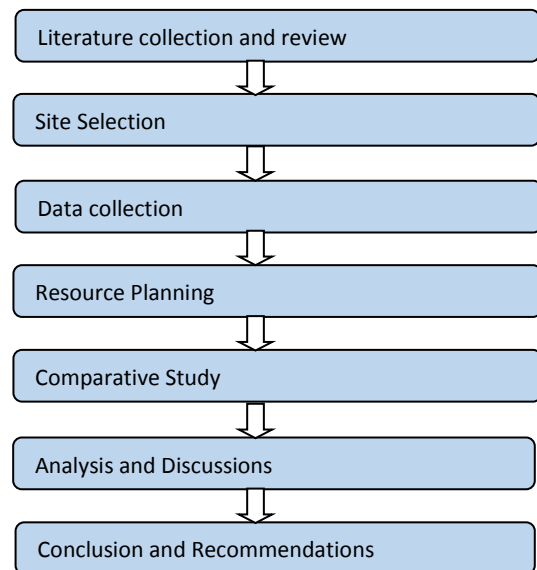 Literature collection and review
Site Selection
Data collection
Resource Planning
Comparative Study
Analysis and Discussions
Conclusion and Recommendations